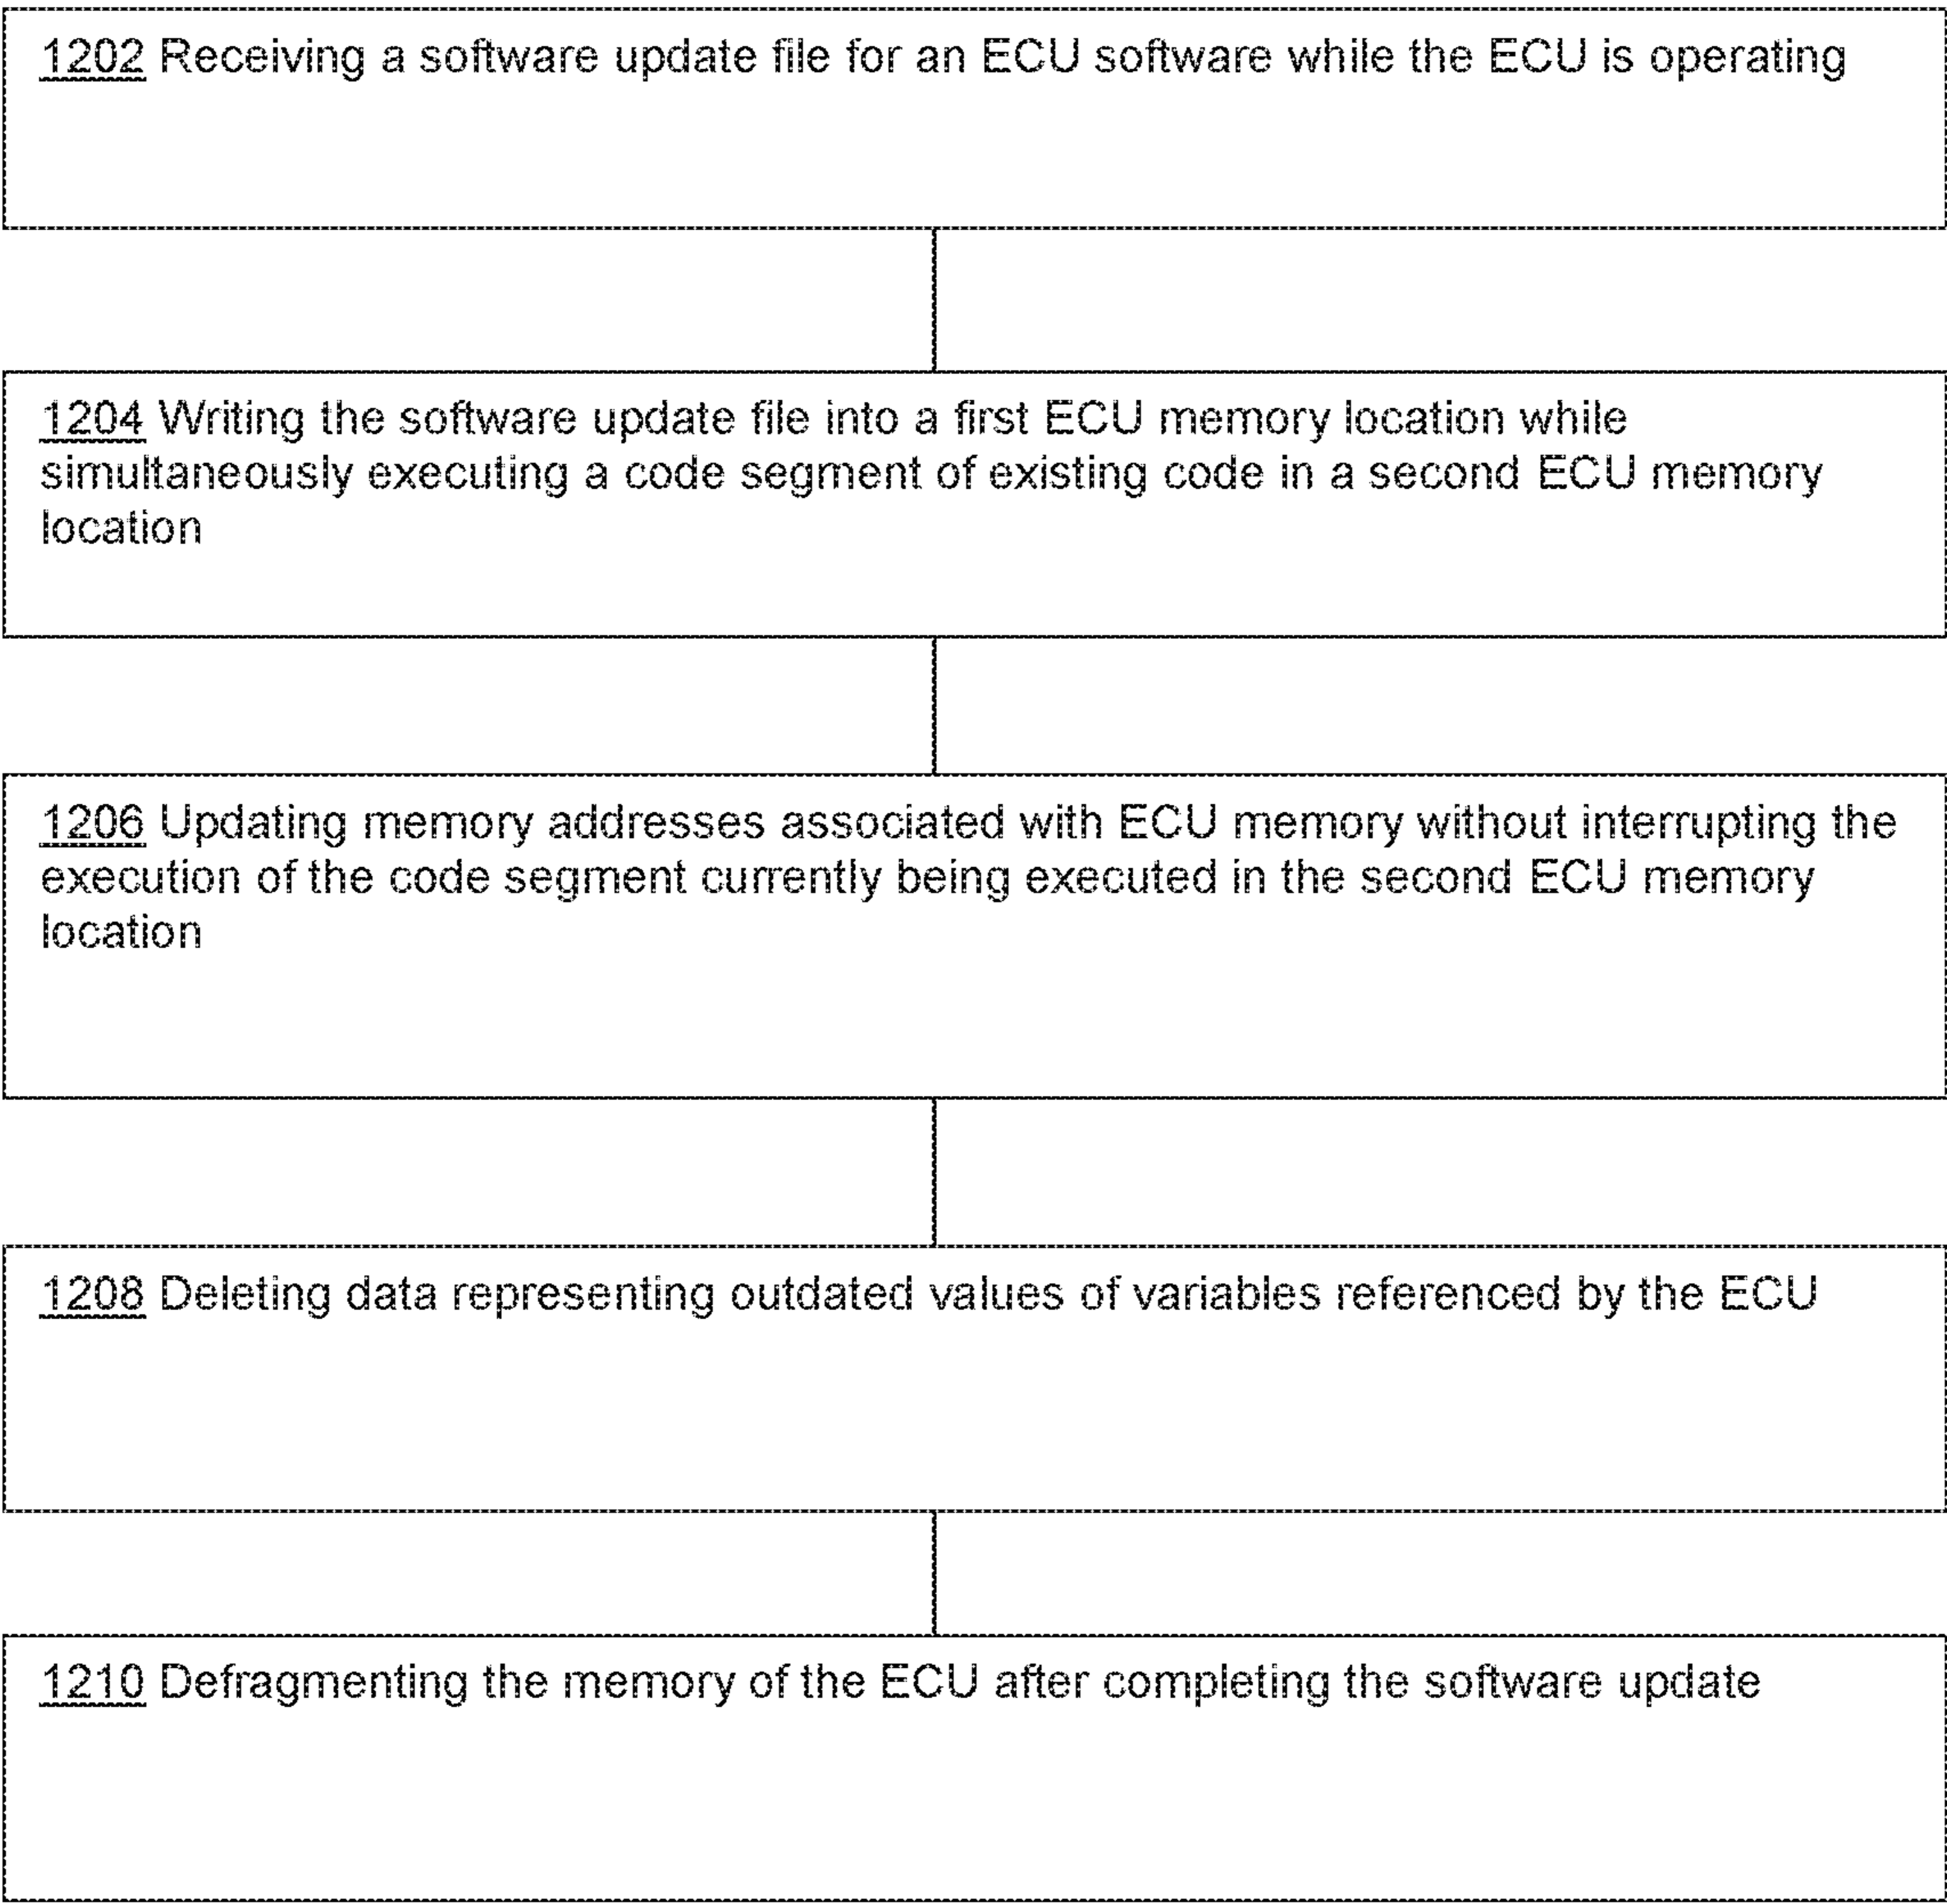 1202 Receiving a software update file for an ECU software while the ECU is operating
1204 Writing the software update file into a first ECU memory location while
simultaneously executing a code segment of existing code in a second ECU memory
location
1206 Updating memory addresses associated with ECU memory without interrupting the
execution of the code segment currently being executed in the second ECU memory
location
1208 Deleting data representing outdated values of variables referenced by the ECU
1210 Defragmenting the memory of the ECU after completing the software update